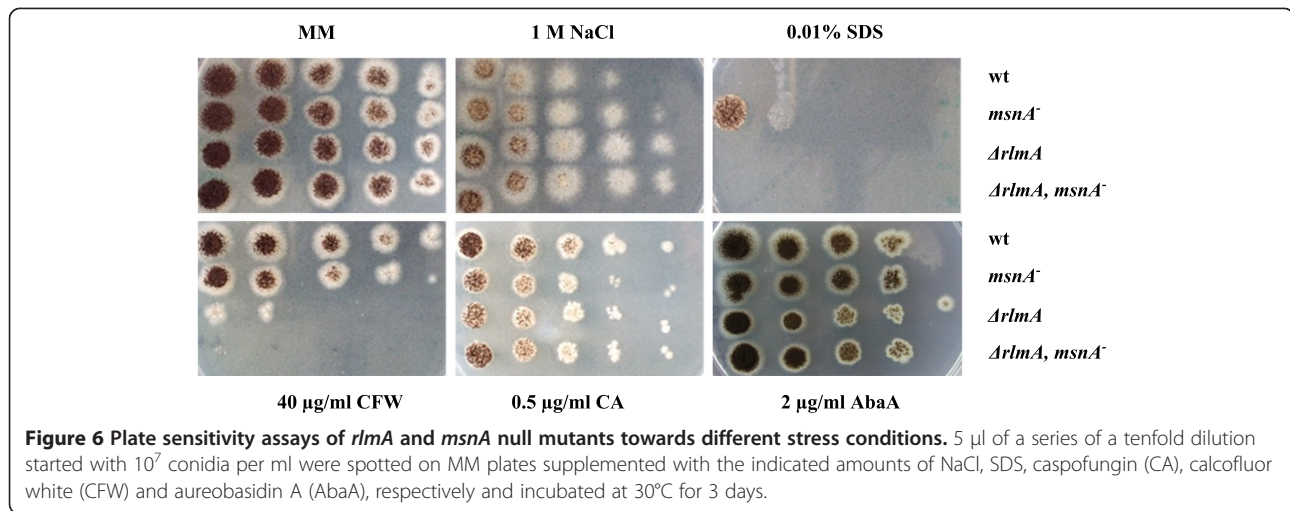 MM 1 M NaCl 0.01% SDS
wt
msnA⁻
ΔrlmA
ΔrlmA, msnA⁻
wt
msnA⁻
ΔrlmA
ΔrlmA, msnA⁻
40 µg/ml CFW 0.5 µg/ml CA 2 µg/ml AbaA
Figure 6 Plate sensitivity assays of rlmA and msnA null mutants towards different stress conditions. 5 µl of a series of a tenfold dilution
started with 10⁷ conidia per ml were spotted on MM plates supplemented with the indicated amounts of NaCl, SDS, caspofungin (CA), calcofluor
white (CFW) and aureobasidin A (AbaA), respectively and incubated at 30°C for 3 days.